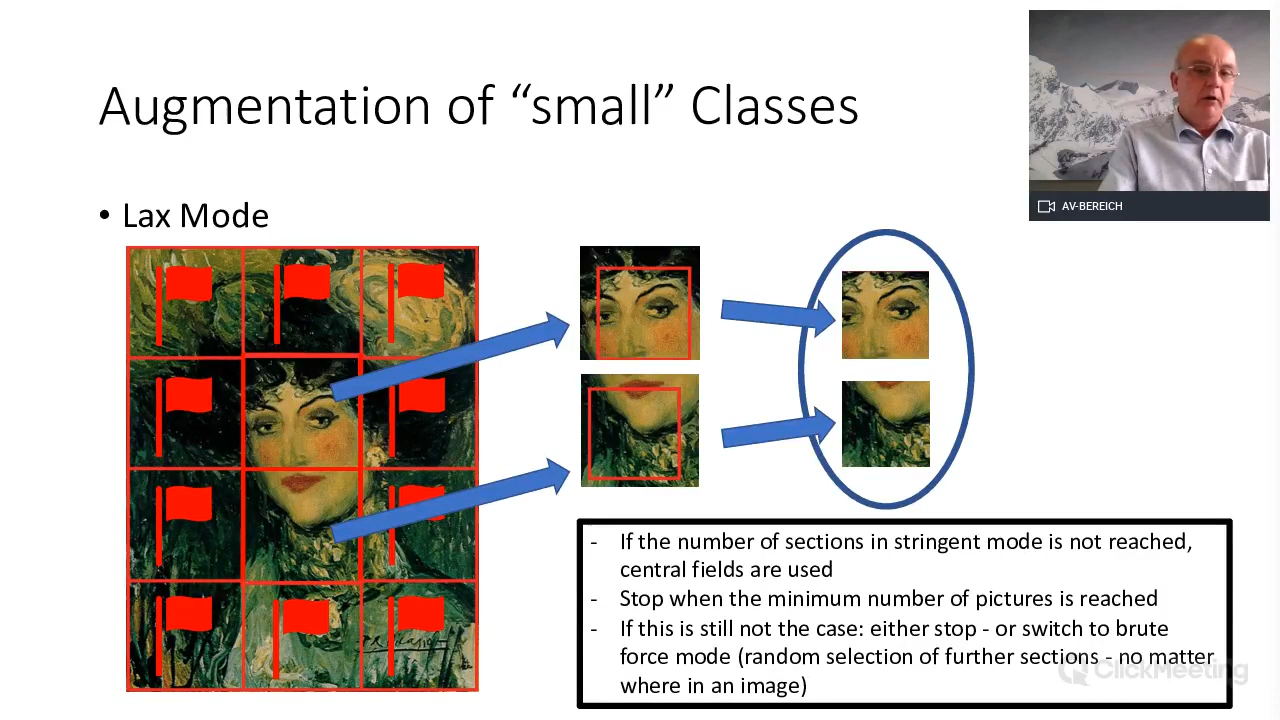 Augmentation of “small” Classes
AV-BEREICH
• Lax Mode
- If the number of sections in stringent mode is not reached,
central fields are used
- Stop when the minimum number of pictures is reached
- If this is still not the case: either stop - or switch to brute
force mode (random selection of further sections - no matter
where in an image)
ClickMeeting